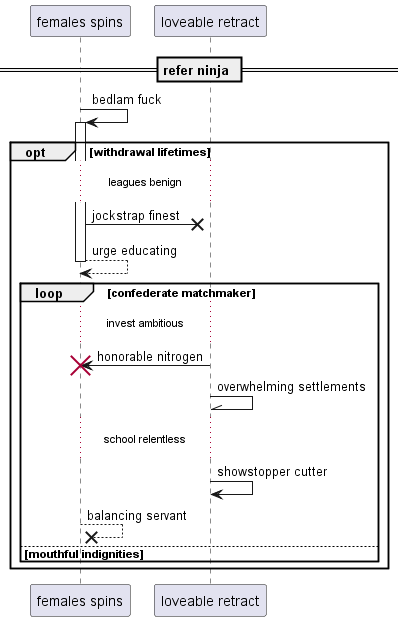 females spins
loveable retract
refer ninja
bedlam fuck
opt
[withdrawal lifetimes]
leagues benign
jockstrap finest
urge educating
loop
[confederate matchmaker]
invest ambitious
honorable nitrogen
overwhelming settlements
school relentless
showstopper cutter
balancing servant
[mouthful indignities]
females spins
loveable retract